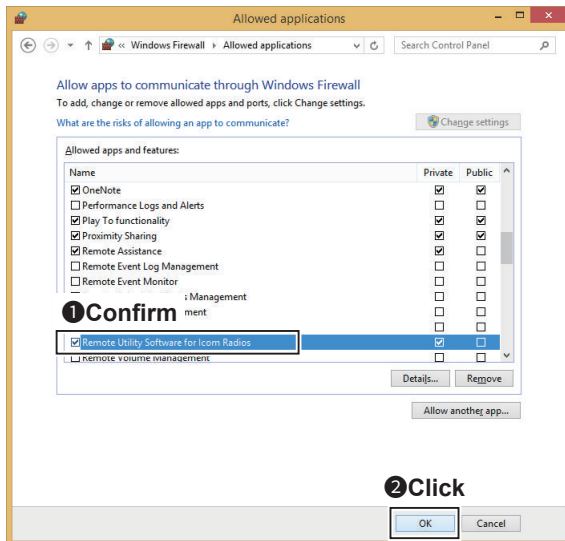 Allowed applications
« Windows Firewall › Allowed applications
Search Control Panel
Allow apps to communicate through Windows Firewall
To add, change or remove allowed apps and ports, click Change settings.
What are the risks of allowing an app to communicate?
Change settings
Allowed apps and features:
Name Private Public
OneNote
Performance Logs and Alerts
Play To functionality
Proximity Sharing
Remote Assistance
Remote Event Log Management
Remote Event Monitor
Management
❶Confirm
Remote Utility Software for Icom Radios
Remote Volume Management
Details... Remove
Allow another app...
❷Click
OK Cancel